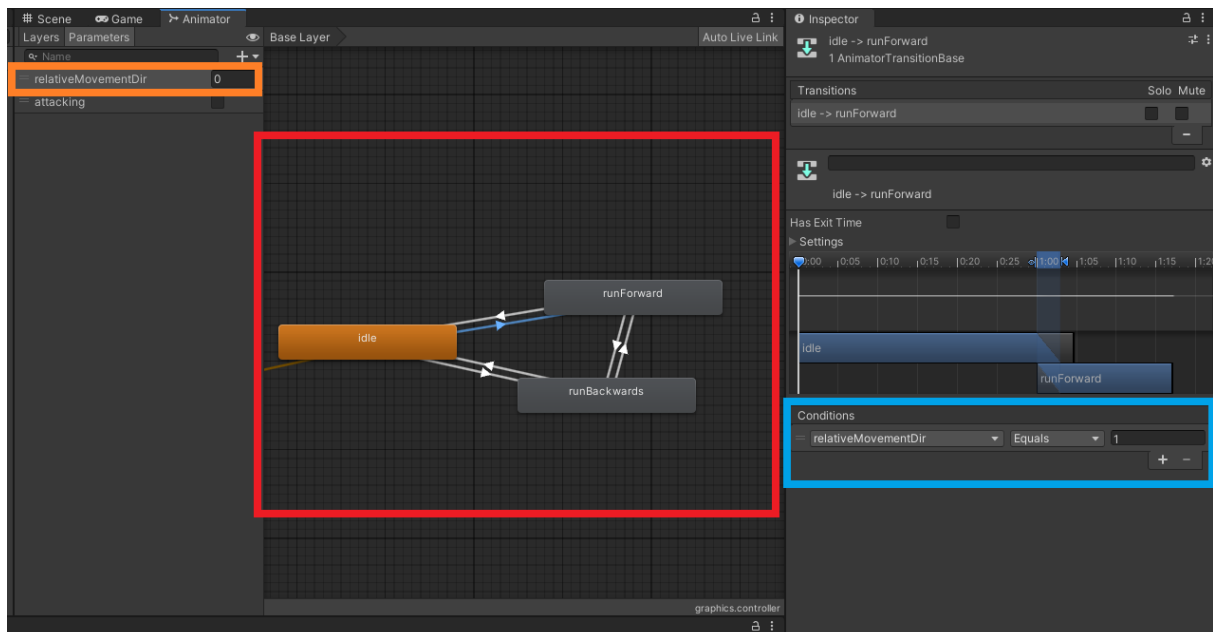 Scene Game Animator
Layers Parameters
Name
relativeMovementDir 0
attacking
Base Layer Auto Live Link
runForward
idle
runBackwards
graphics.controller
Inspector
idle -> runForward
1 AnimatorTransitionBase
Transitions Solo Mute
idle -> runForward
idle -> runForward
Has Exit Time
Settings
0:05 0:10 0:15 0:20 0:25 1:00 1:05 1:10 1:15
idle
runForward
Conditions
relativeMovementDir Equals 1